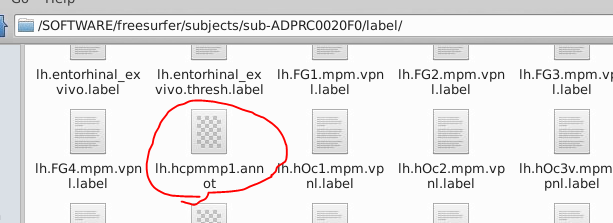 Go Help
/SOFTWARE/freesurfer/subjects/sub-ADPRC0020F0/label/
lh.entorhinal_ex lh.entorhinal_ex lh.FG1.mpm.vpn lh.FG2.mpm.vpn lh.FG3.mpm.vpn
vivo.label vivo.thresh.label l.label l.label l.label
lh.FG4.mpm.vpn lh.hcpmmp1.ann lh.hOc1.mpm.vp lh.hOc2.mpm.vp lh.hOc3v.mpm.v
l.label ot nl.label nl.label pnl.label